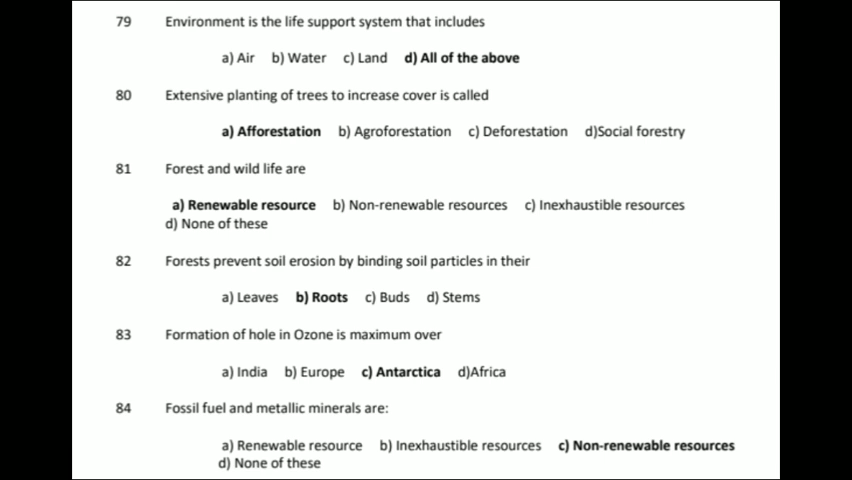 79 Environment is the life support system that includes
a) Air b) Water c) Land d) All of the above
80 Extensive planting of trees to increase cover is called
a) Afforestation b) Agroforestation c) Deforestation d)Social forestry
81 Forest and wild life are
a) Renewable resource b) Non-renewable resources c) Inexhaustible resources
d) None of these
82 Forests prevent soil erosion by binding soil particles in their
a) Leaves b) Roots c) Buds d) Stems
83 Formation of hole in Ozone is maximum over
a) India b) Europe c) Antarctica d)Africa
84 Fossil fuel and metallic minerals are:
a) Renewable resource b) Inexhaustible resources c) Non-renewable resources
d) None of these